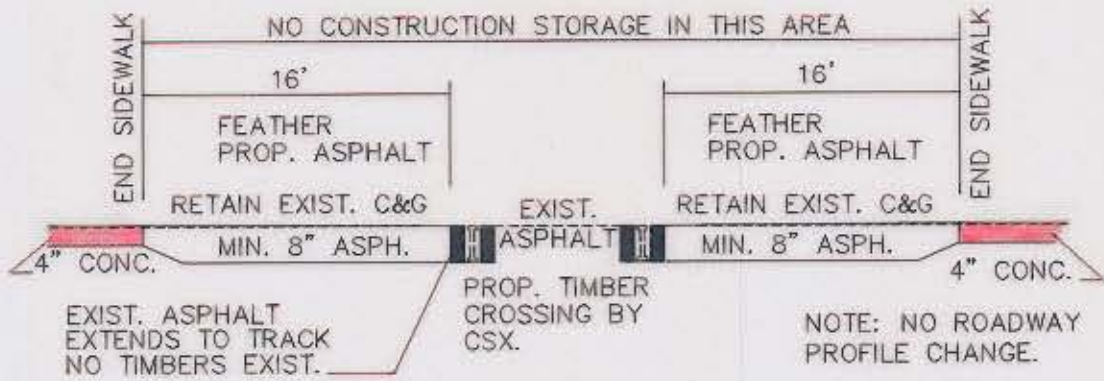 NO CONSTRUCTION STORAGE IN THIS AREA
END SIDEWALK
16'
16'
END SIDEWALK
FEATHER
PROP. ASPHALT
FEATHER
PROP. ASPHALT
RETAIN EXIST. C&G
EXIST.
ASPHALT
RETAIN EXIST. C&G
MIN. 8" ASPH.
MIN. 8" ASPH.
4" CONC.
4" CONC.
EXIST. ASPHALT
EXTENDS TO TRACK
NO TIMBERS EXIST.
PROP. TIMBER
CROSSING BY
CSX.
NOTE: NO ROADWAY
PROFILE CHANGE.